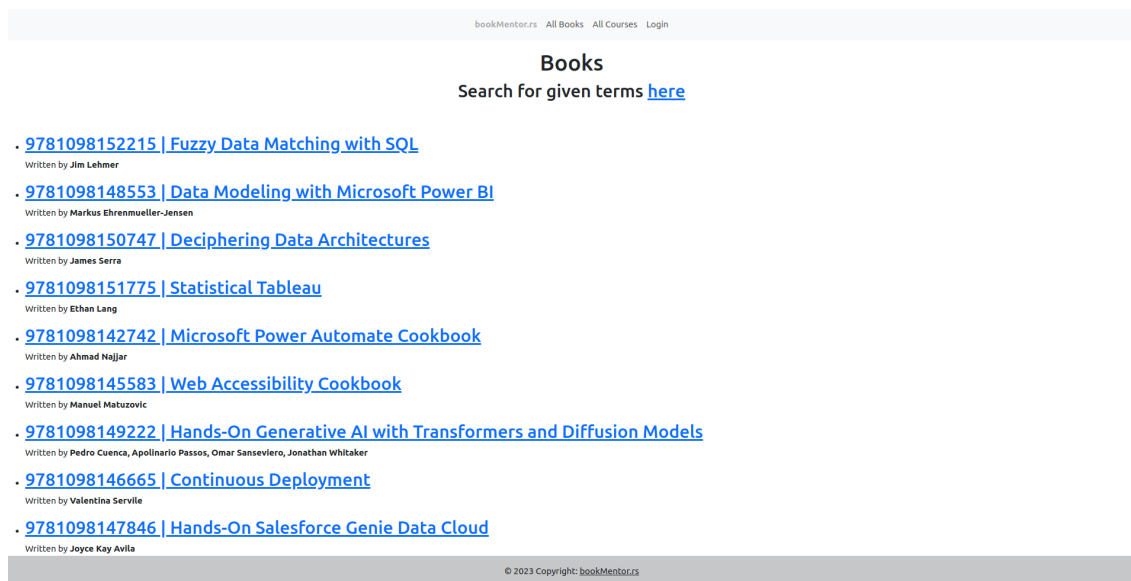 bookMentor.rs All Books All Courses Login
Books
Search for given terms here
9781098152215 | Fuzzy Data Matching with SQL
Written by Jim Lehmer
9781098148553 | Data Modeling with Microsoft Power BI
Written by Markus Ehrenmueller-Jensen
9781098150747 | Deciphering Data Architectures
Written by James Serra
9781098151775 | Statistical Tableau
Written by Ethan Lang
9781098142742 | Microsoft Power Automate Cookbook
Written by Ahmad Najjar
9781098145583 | Web Accessibility Cookbook
Written by Manuel Matuzovic
9781098149222 | Hands-On Generative AI with Transformers and Diffusion Models
Written by Pedro Cuenca, Apolinario Passos, Omar Sanseviero, Jonathan Whitaker
9781098146665 | Continuous Deployment
Written by Valentina Servile
9781098147846 | Hands-On Salesforce Genie Data Cloud
Written by Joyce Kay Avila
© 2023 Copyright: bookMentor.rs